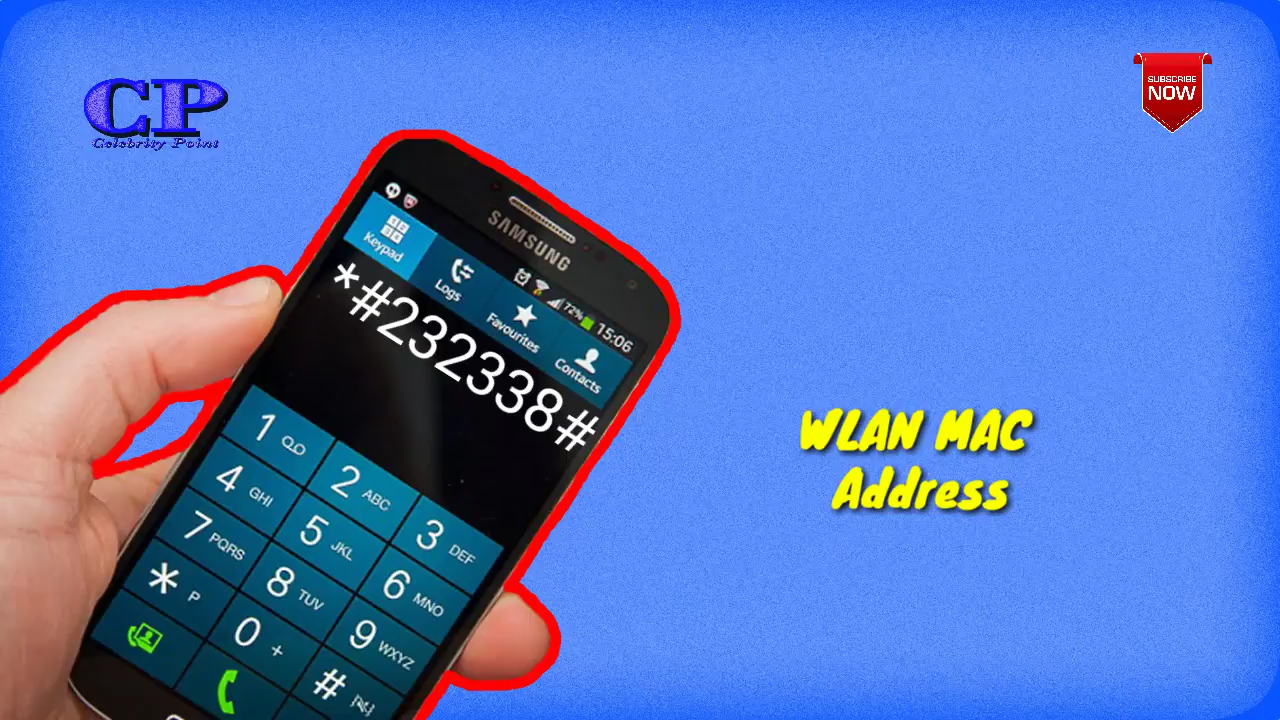 CP
Celebrity Point
SUBSCRIBE
NOW
SAMSUNG
72% 15:06
Keypad
Logs
Favourites
Contacts
*#232338#
1
2 ABC
3 DEF
4 GHI
5 JKL
6 MNO
7 PQRS
8 TUV
9 WXYZ
* P
0 +
#
WLAN MAC
Address